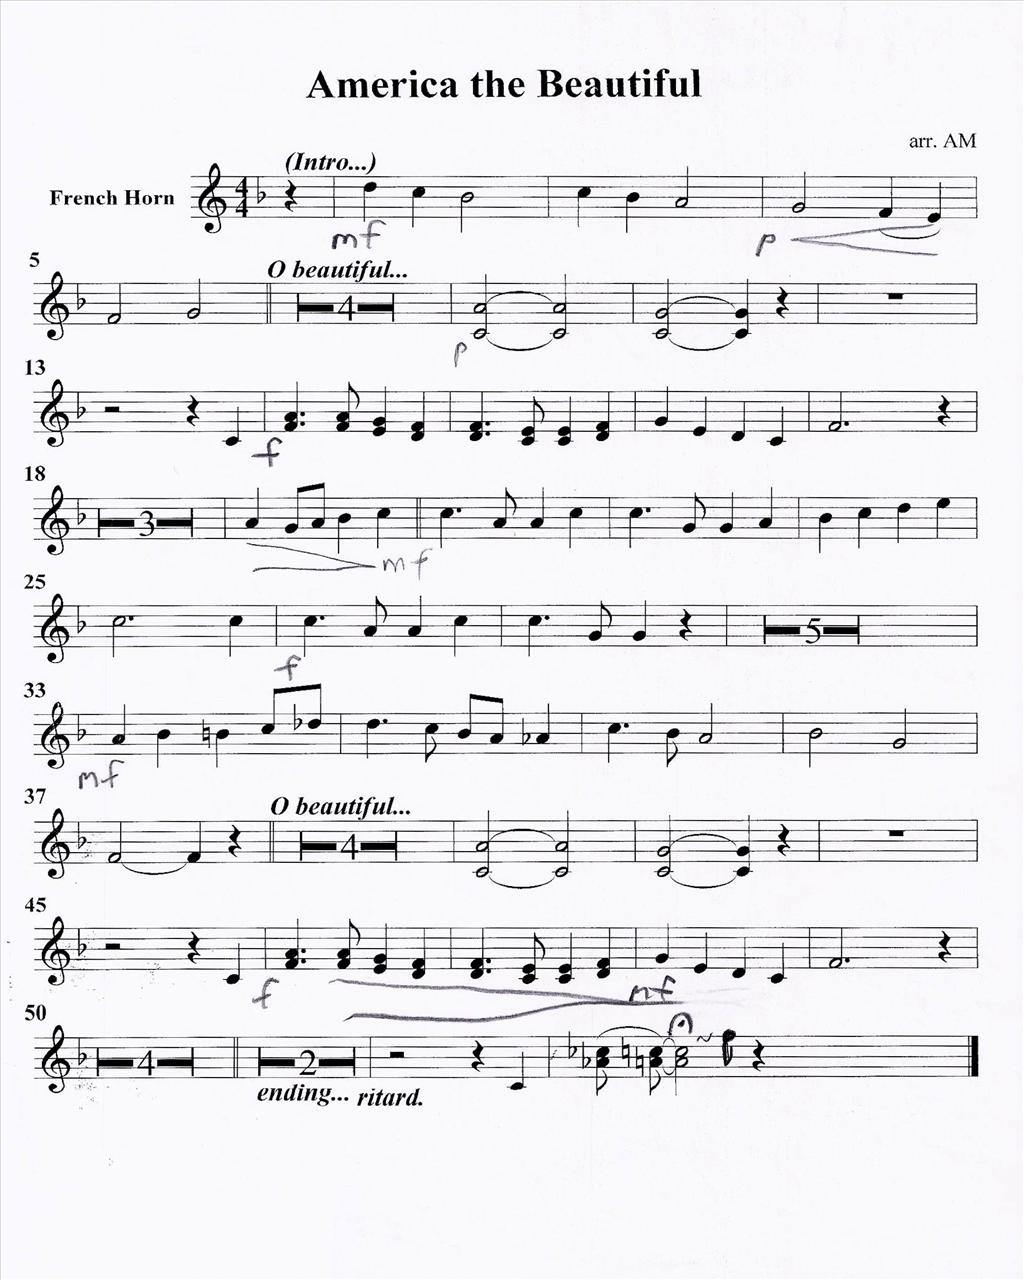 America the Beautiful
arr. AM
(Intro...)
French Horn
4
4
mf
p
5
O beautiful...
4
p
13
f
18
3
mf
25
f
5
33
mf
37
O beautiful...
4
45
f
mf
50
4
2
ending... ritard.